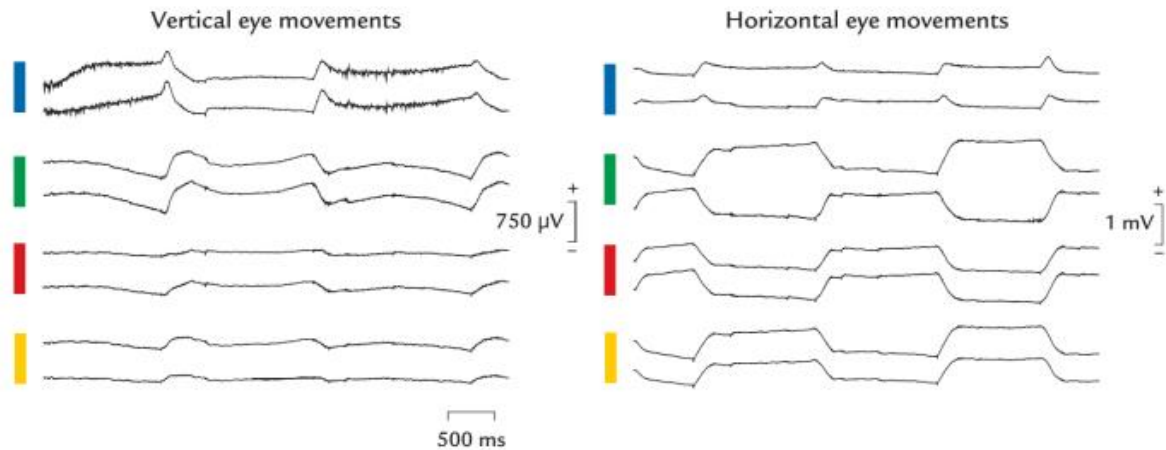 Vertical eye movements
Horizontal eye movements
+
750 µV
–
+
1 mV
–
500 ms